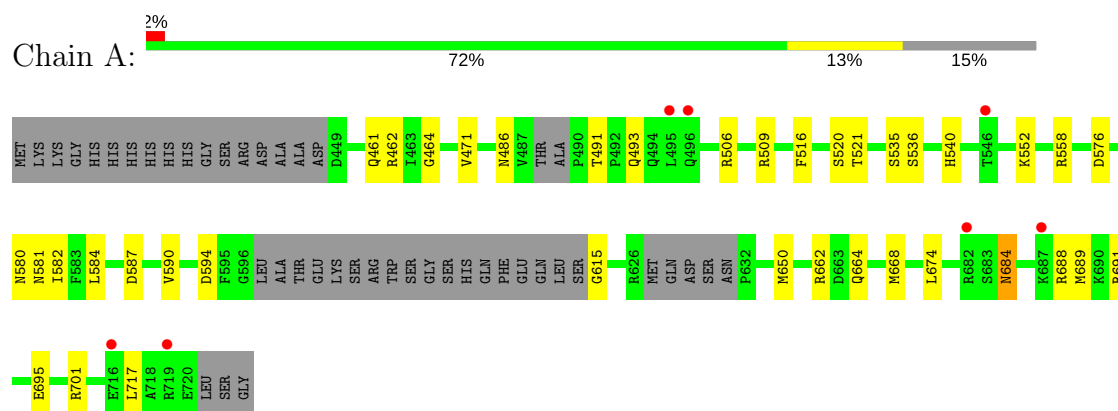 2%
Chain A:
72% 13% 15%
MET LYS LYS GLY HIS HIS HIS HIS HIS HIS GLY SER ARG ASP ALA ALA ASP D449 Q461 R462 I463 G464 V471 N486 V487 THR ALA P490 T491 P492 Q493 Q494 L495 Q496 R506 R509 F516 S520 T521 S535 S536 H540 T546 K552 R558 D576
N580 N581 I582 F583 L584 D587 V590 D594 F595 G596 LEU ALA THR GLU LYS SER ARG TRP SER GLY SER HIS GLN PHE GLU GLN LEU SER G615 R626 MET GLN ASP SER ASN P632 M650 R662 D663 Q664 M668 L674 R682 S683 N684 K687 R688 M689 K690 R691
E695 R701 E716 L717 A718 R719 E720 LEU SER GLY